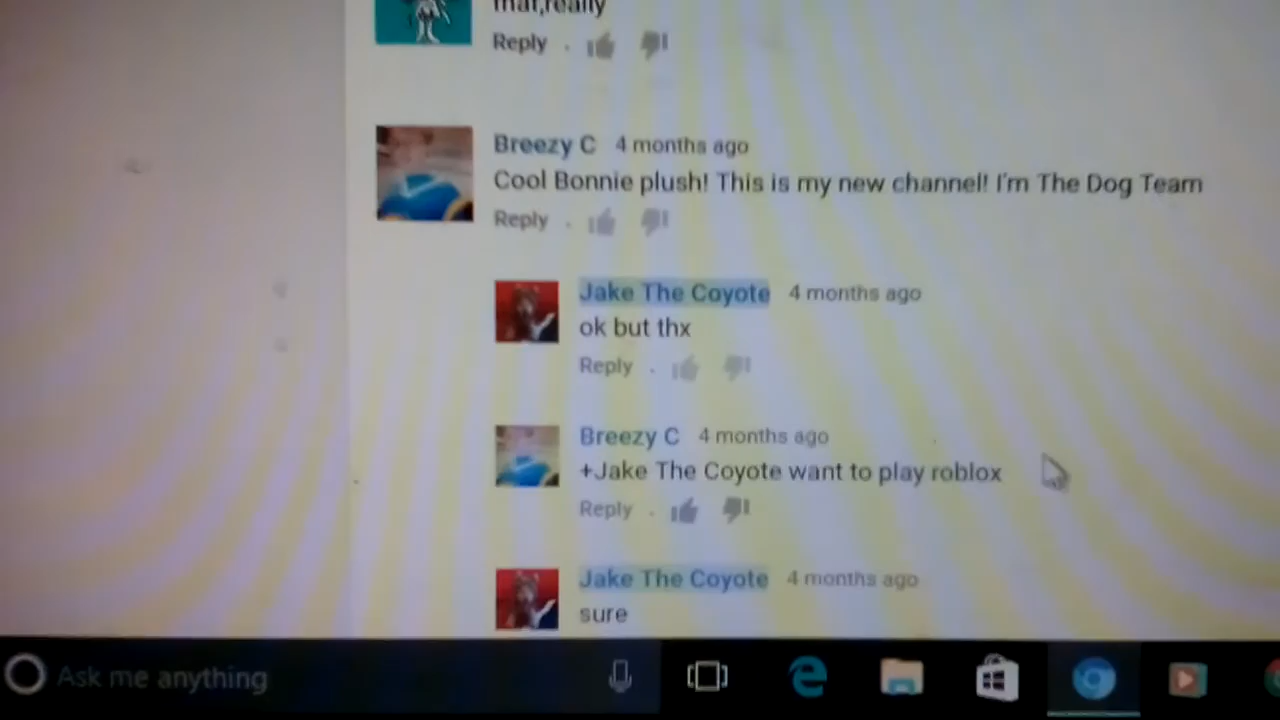 that,really
Reply
Breezy C 4 months ago
Cool Bonnie plush! This is my new channel! I'm The Dog Team
Reply
Jake The Coyote 4 months ago
ok but thx
Reply
Breezy C 4 months ago
+Jake The Coyote want to play roblox
Reply
Jake The Coyote 4 months ago
sure
Ask me anything